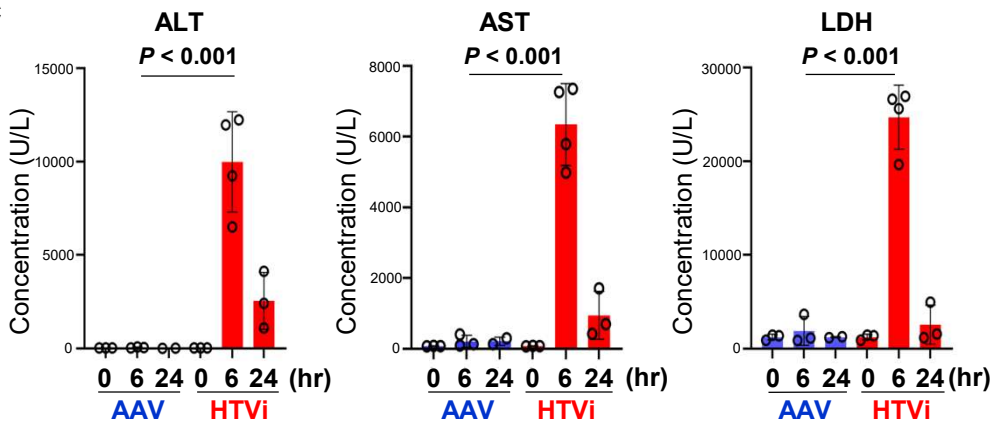 ALT
P < 0.001
Concentration (U/L)
15000
10000
5000
0
0 6 24 0 6 24 (hr)
AAV HTVi
AST
P < 0.001
Concentration (U/L)
8000
6000
4000
2000
0
0 6 24 0 6 24 (hr)
AAV HTVi
LDH
P < 0.001
Concentration (U/L)
30000
20000
10000
0
0 6 24 0 6 24 (hr)
AAV HTVi